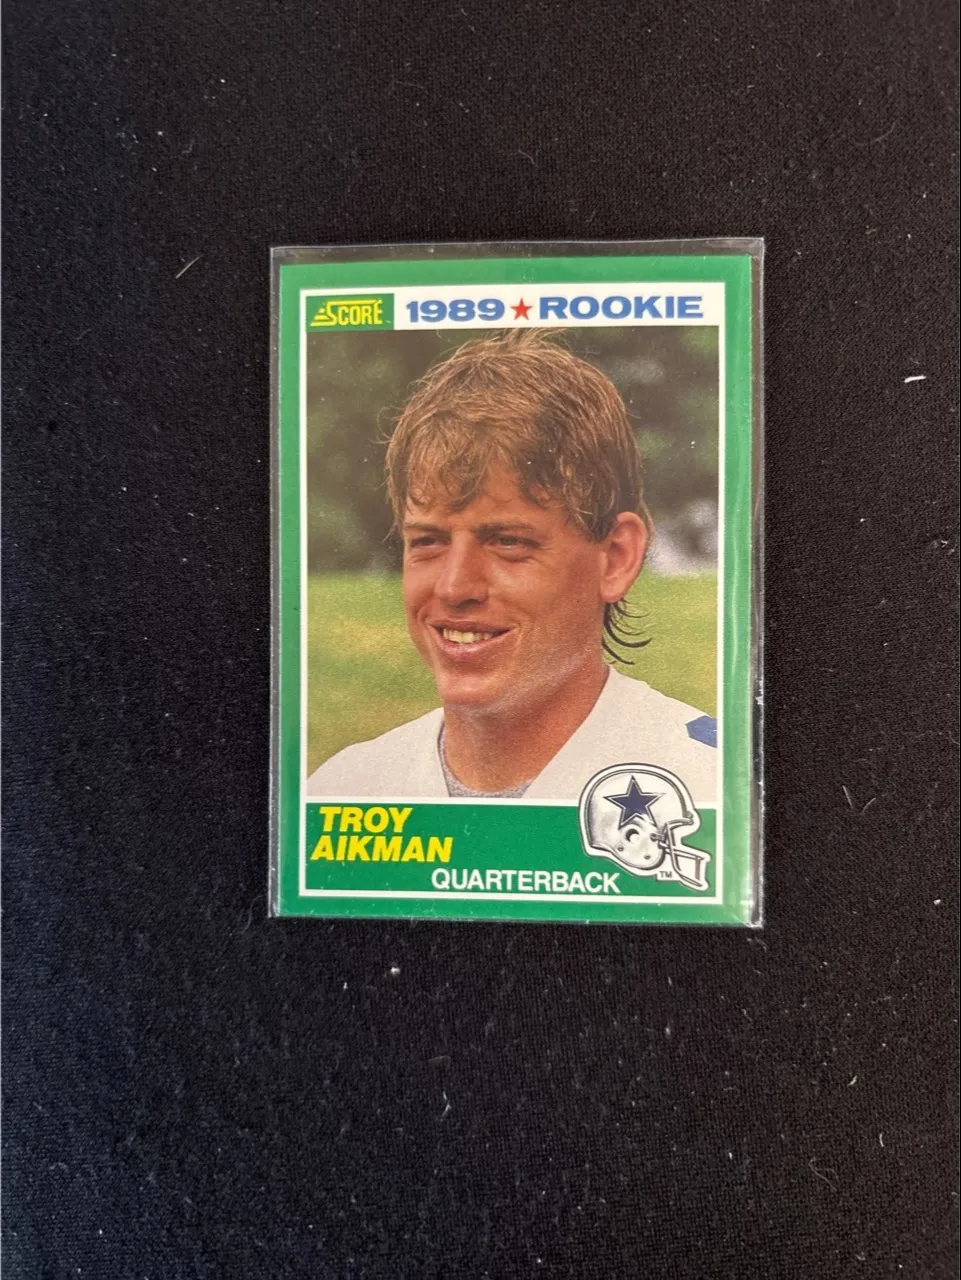 SCORE 1989 ★ ROOKIE
TROY
AIKMAN
QUARTERBACK
TM